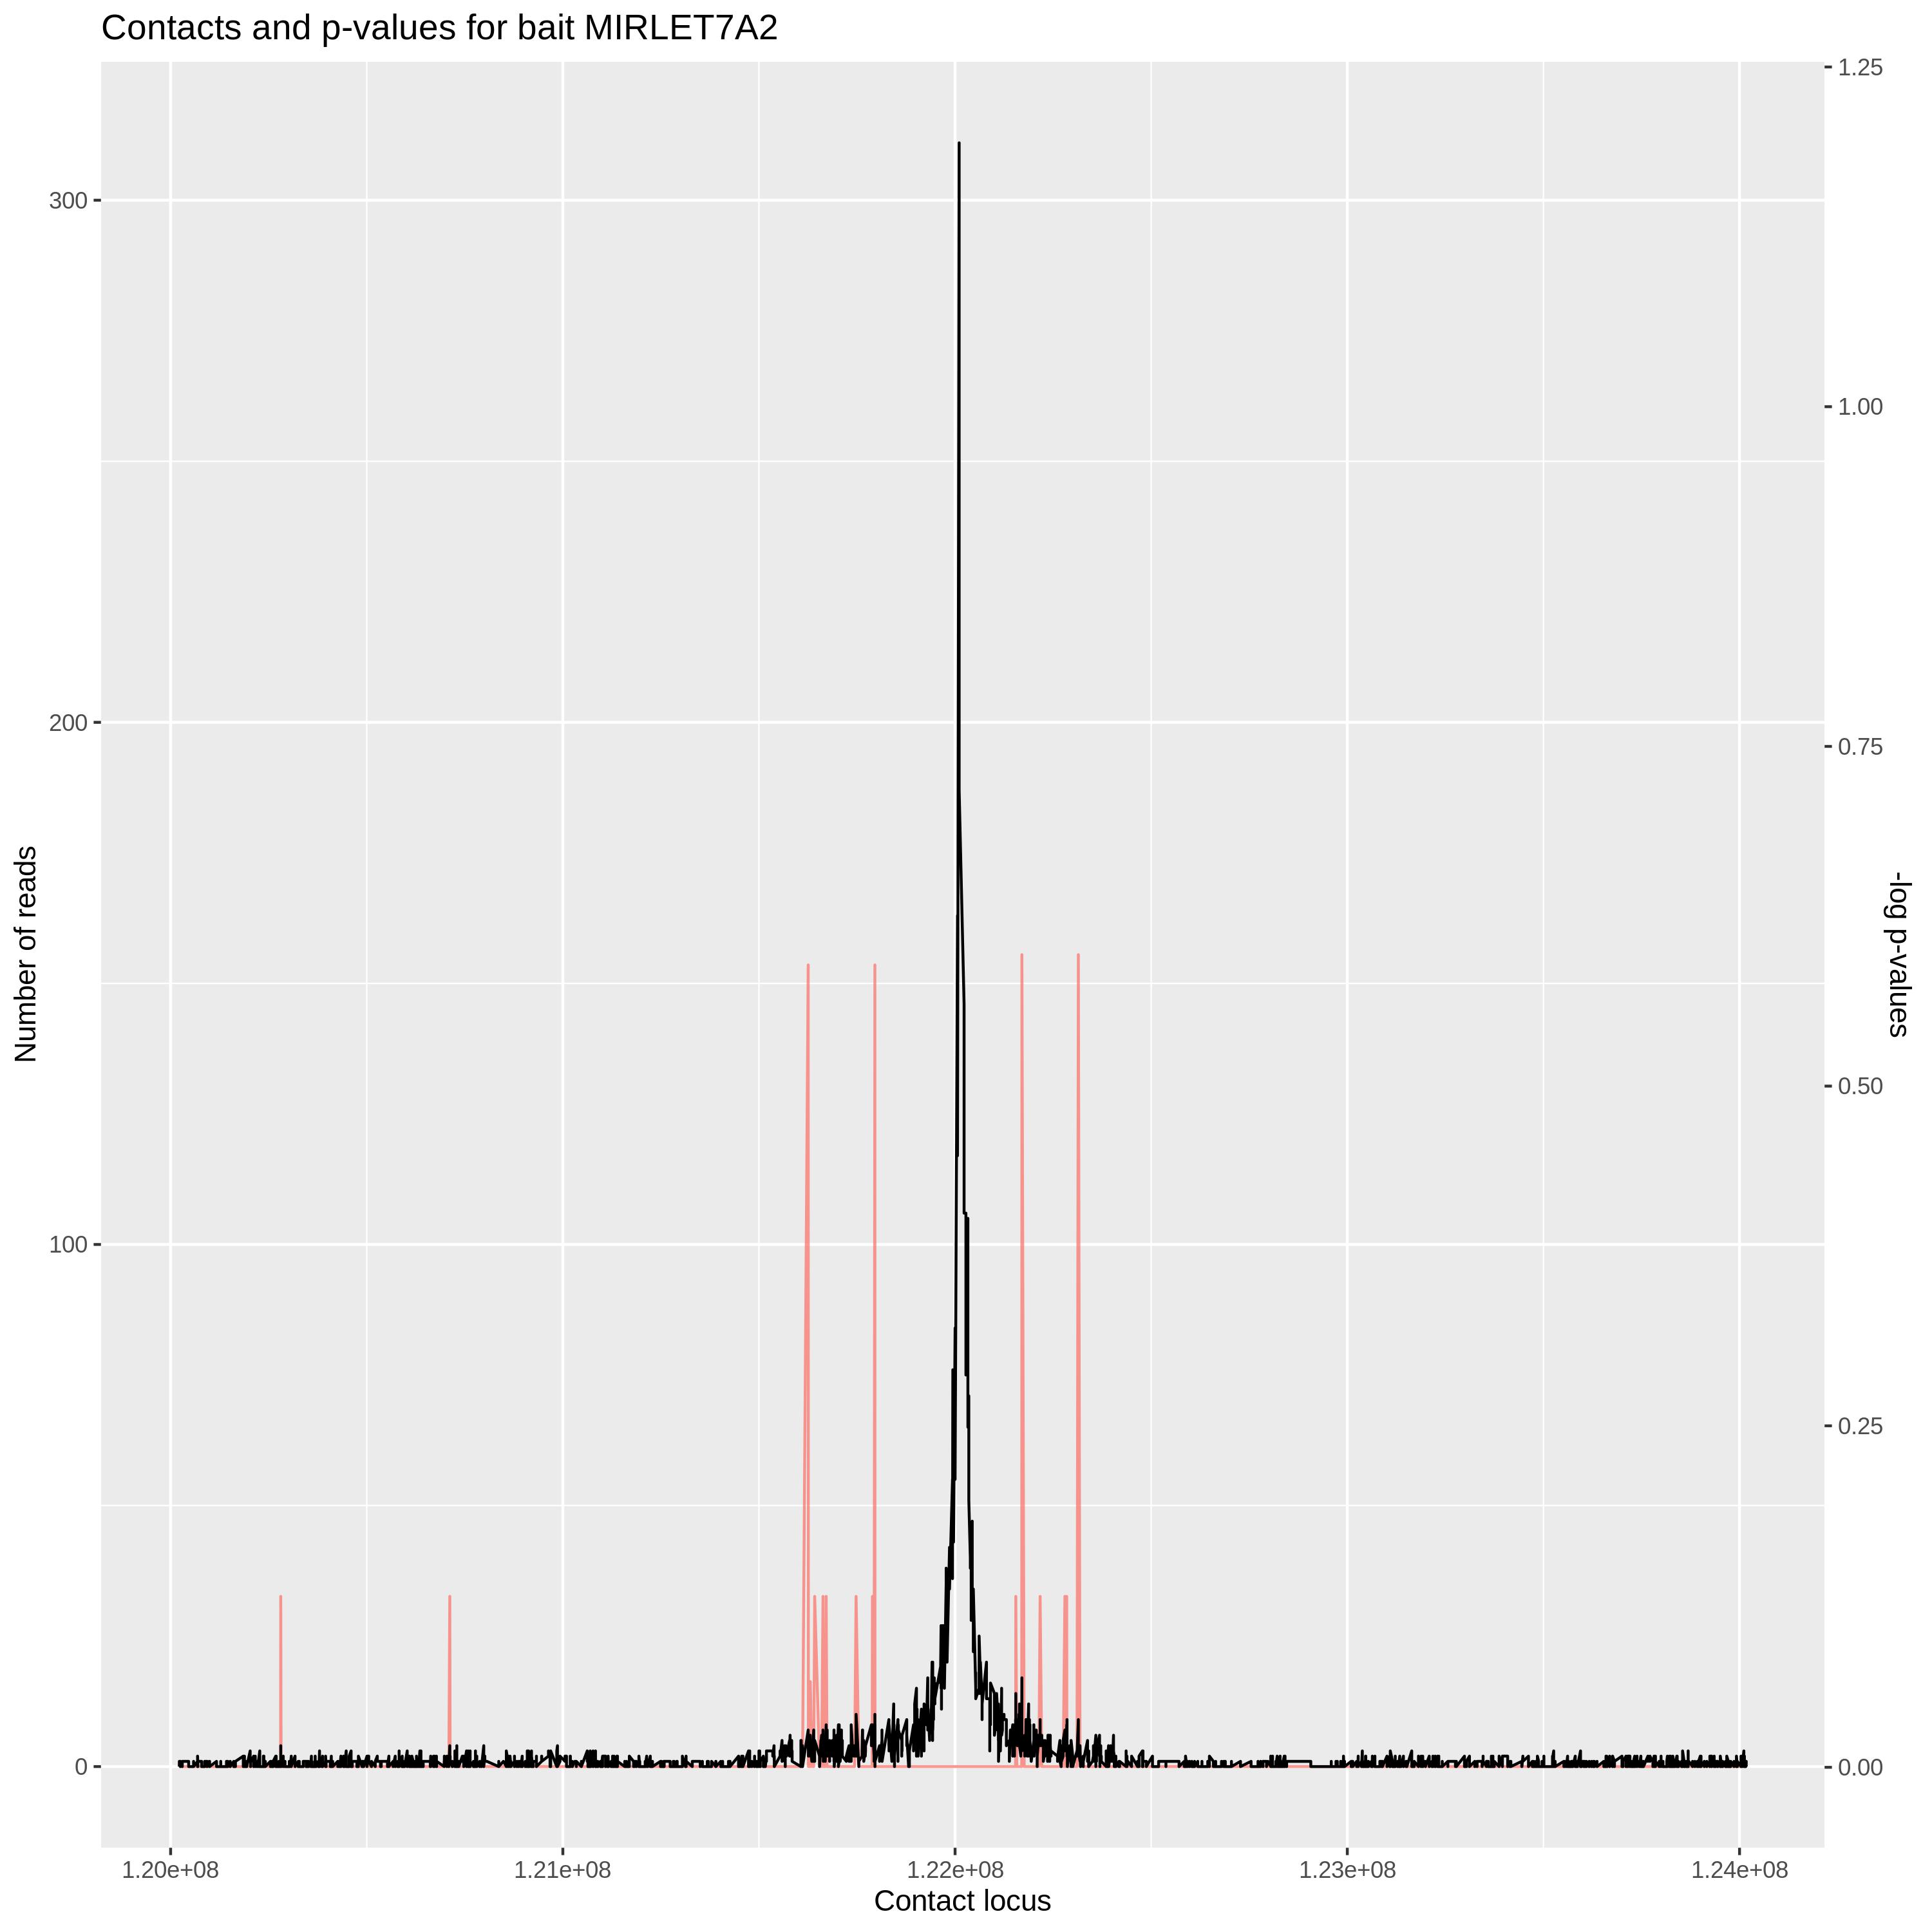 Contacts and p-values for bait MIRLET7A2
Number of reads
300
200
100
0
1.25
1.00
0.75
0.50
0.25
0.00
-log p-values
1.20e+08
1.21e+08
1.22e+08
1.23e+08
1.24e+08
Contact locus